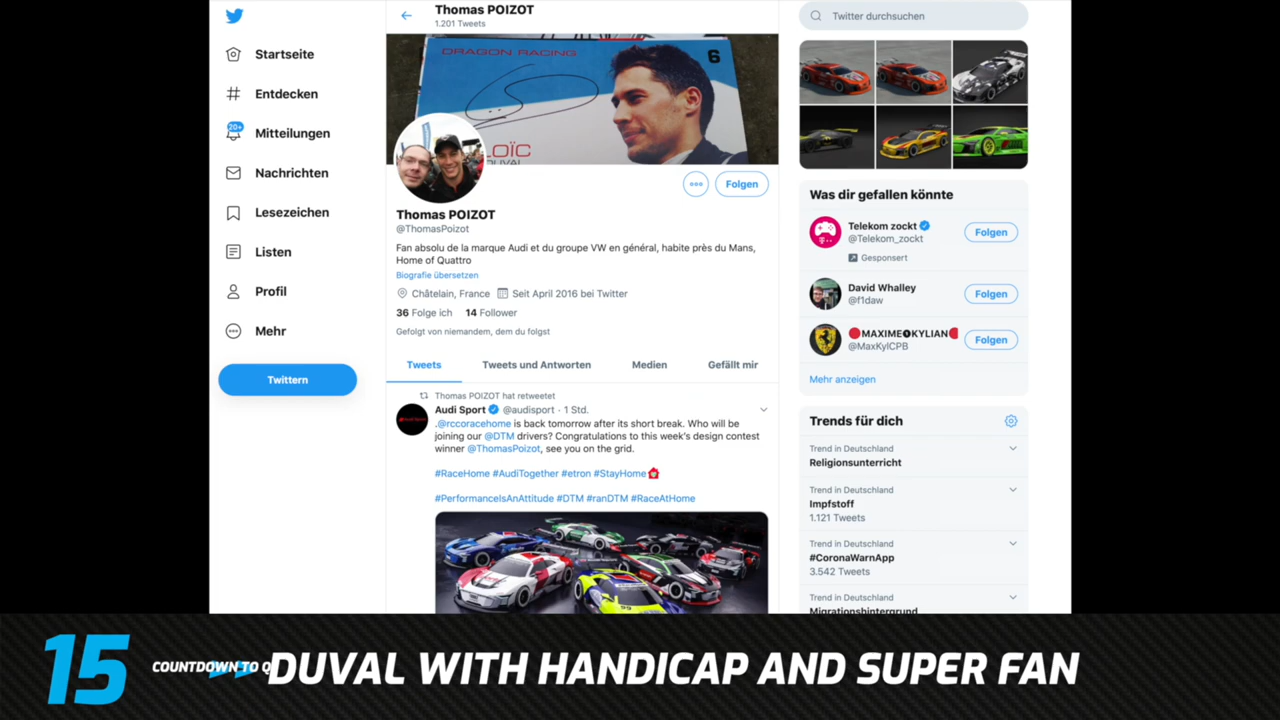 Thomas POIZOT
1.201 Tweets
Startseite
Entdecken
20+
Mitteilungen
Nachrichten
Lesezeichen
Listen
Profil
Mehr
Twittern
DRAGON RACING
6
LOÏC
DUVAL
Folgen
Thomas POIZOT
@ThomasPoizot
Fan absolu de la marque Audi et du groupe VW en général, habite près du Mans,
Home of Quattro
Biografie übersetzen
Châtelain, France Seit April 2016 bei Twitter
36 Folge ich 14 Follower
Gefolgt von niemandem, dem du folgst
Tweets Tweets und Antworten Medien Gefällt mir
Thomas POIZOT hat retweetet
Audi Sport @audisport · 1 Std.
.@rccoracehome is back tomorrow after its short break. Who will be
joining our @DTM drivers? Congratulations to this week's design contest
winner @ThomasPoizot, see you on the grid.
#RaceHome #AudiTogether #etron #StayHome
#PerformanceIsAnAttitude #DTM #ranDTM #RaceAtHome
Twitter durchsuchen
Was dir gefallen könnte
Telekom zockt
@Telekom_zockt
Folgen
Gesponsert
David Whalley
@f1daw
Folgen
MAXIME KYLIAN
@MaxKylCPB
Folgen
Mehr anzeigen
Trends für dich
Trend in Deutschland
Religionsunterricht
Trend in Deutschland
Impfstoff
1.121 Tweets
Trend in Deutschland
#CoronaWarnApp
3.542 Tweets
Trend in Deutschland
Migrationshintergrund
15
COUNTDOWN TO Q
DUVAL WITH HANDICAP AND SUPER FAN